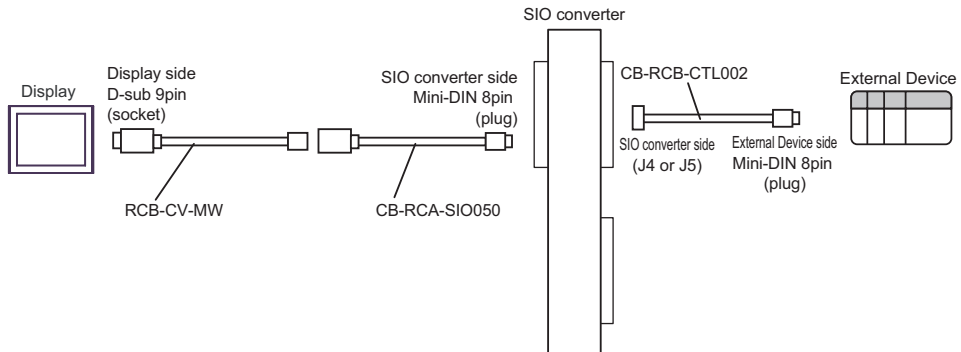 SIO converter
Display
Display side
D-sub 9pin
(socket)
SIO converter side
Mini-DIN 8pin
(plug)
CB-RCB-CTL002
External Device
SIO converter side
(J4 or J5)
External Device side
Mini-DIN 8pin
(plug)
RCB-CV-MW
CB-RCA-SIO050